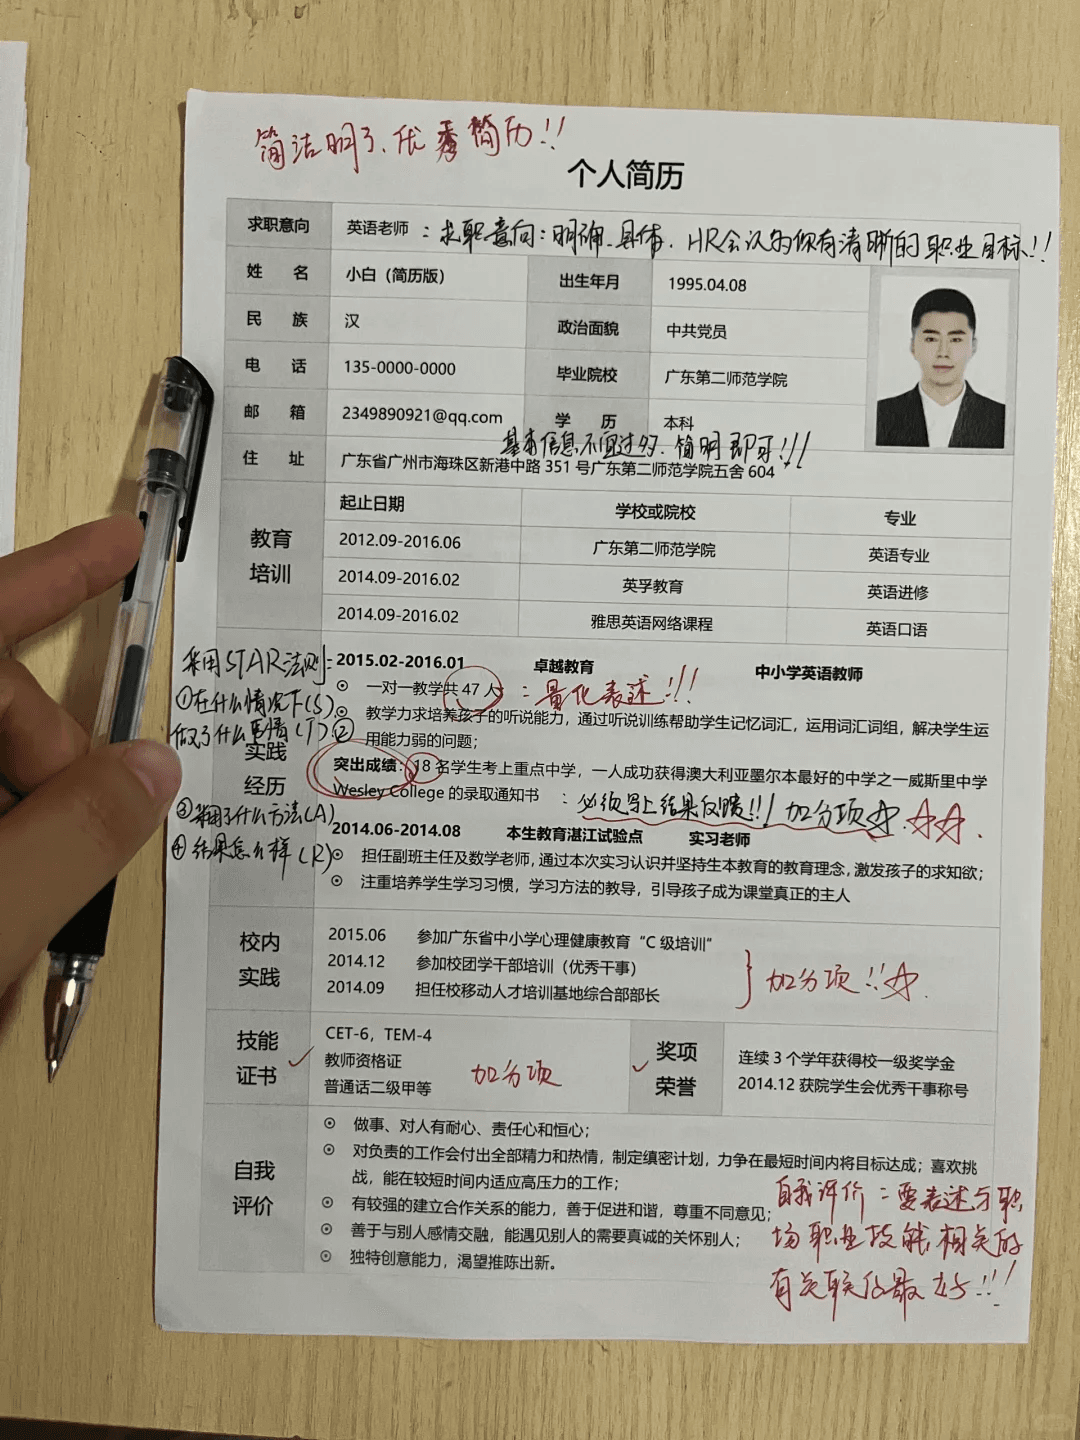 简洁明了、优秀简历!!
个人简历
求职意向 英语老师 : 求职意向:明确、具体、HR会认为你有清晰的职业目标!!
姓 名 小白（简历版） 出生年月 1995.04.08
民 族 汉 政治面貌 中共党员
电 话 135-0000-0000 毕业院校 广东第二师范学院
邮 箱 2349890921@qq.com 学 历 本科
基本信息不宜过多、简明即可!!!
住 址 广东省广州市海珠区新港中路 351 号广东第二师范学院五舍 604
教育培训
起止日期 学校或院校 专业
2012.09-2016.06 广东第二师范学院 英语专业
2014.09-2016.02 英孚教育 英语进修
2014.09-2016.02 雅思英语网络课程 英语口语
采用STAR法则:
①在什么情况下(S)
做了什么事情(T)②
③采用了什么方法(A)
④结果怎么样(R)
实践经历
2015.02-2016.01 卓越教育 中小学英语教师
一对一教学共 47 人 : 量化表述!!!
教学力求培养孩子的听说能力，通过听说训练帮助学生记忆词汇，运用词汇词组，解决学生运
用能力弱的问题；
突出成绩：18 名学生考上重点中学，一人成功获得澳大利亚墨尔本最好的中学之一威斯里中学
Wesley College 的录取通知书 : 必须写上结果反馈!!! 加分项☆.☆☆.
2014.06-2014.08 本生教育湛江试验点 实习老师
担任副班主任及数学老师，通过本次实习认识并坚持生本教育的教育理念，激发孩子的求知欲；
注重培养学生学习习惯，学习方法的教导，引导孩子成为课堂真正的主人
校内实践
2015.06 参加广东省中小学心理健康教育“C 级培训”
2014.12 参加校团学干部培训（优秀干事）
2014.09 担任校移动人才培训基地综合部部长
加分项!!☆.
技能证书
CET-6，TEM-4
教师资格证
普通话二级甲等
加分项
奖项荣誉
连续 3 个学年获得校一级奖学金
2014.12 获院学生会优秀干事称号
自我评价
做事、对人有耐心、责任心和恒心；
对负责的工作会付出全部精力和热情，制定缜密计划，力争在最短时间内将目标达成；喜欢挑
战，能在较短时间内适应高压力的工作；
有较强的建立合作关系的能力，善于促进和谐，尊重不同意见；
善于与别人感情交融，能遇见别人的需要真诚的关怀别人；
独特创意能力，渴望推陈出新。
自我评价:要表述与职
场职业技能相关的
有关联的最好!!!